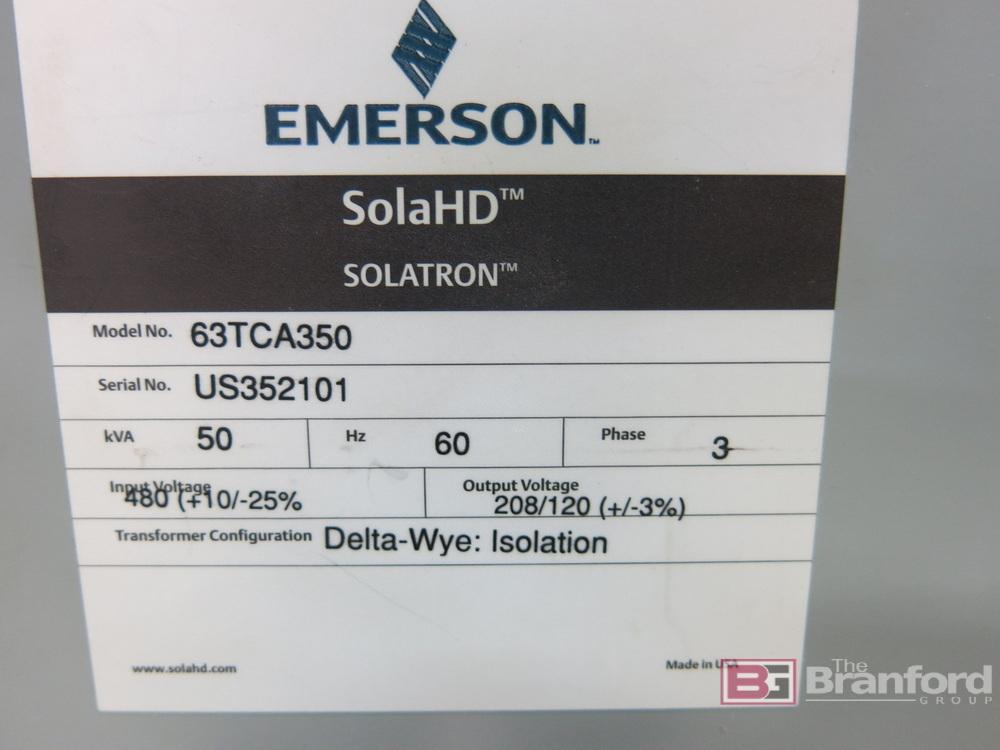 EMERSON™
SolaHD™
SOLATRON™
Model No. 63TCA350
Serial No. US352101
kVA 50 Hz 60 Phase 3
Input Voltage 480 (+10/-25% Output Voltage 208/120 (+/-3%)
Transformer Configuration Delta-Wye: Isolation
www.solahd.com Made in USA
BG The Branford GROUP